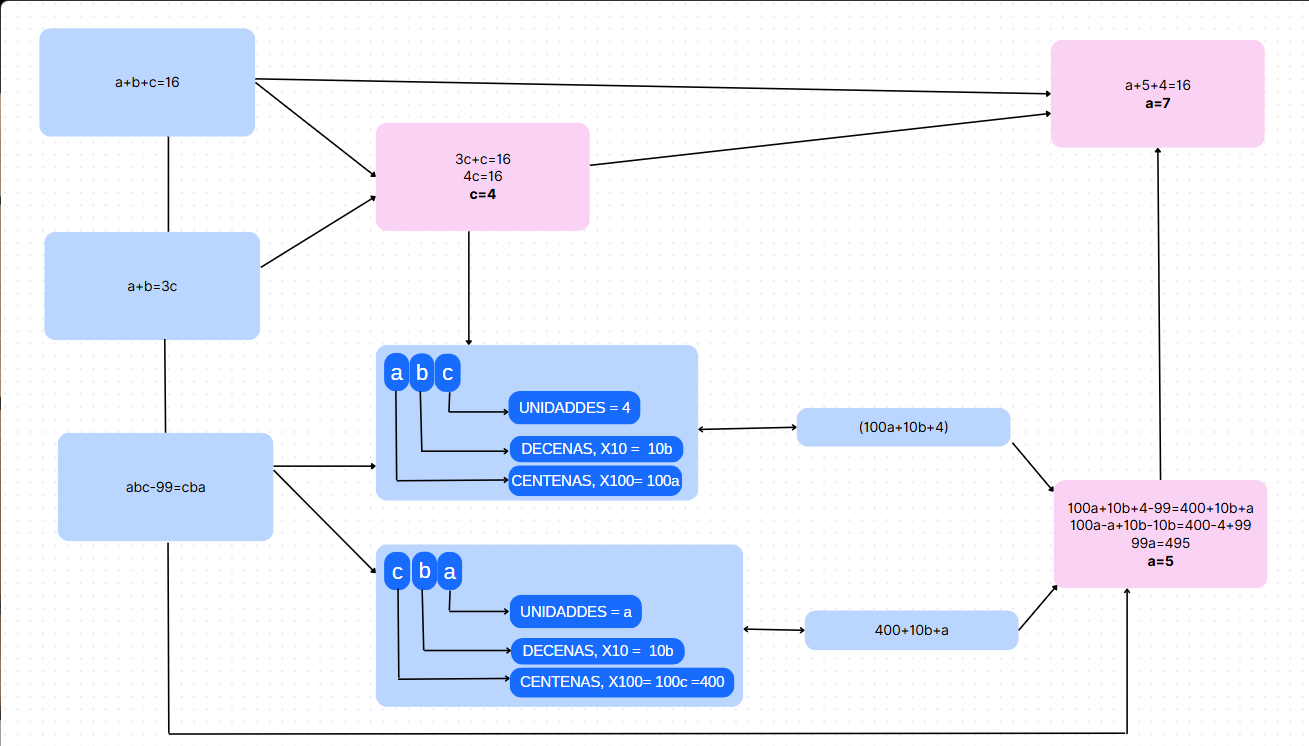 a+b+c=16
a+5+4=16
a=7
3c+c=16
4c=16
c=4
a+b=3c
a b c
UNIDADDES = 4
DECENAS, X10 = 10b
CENTENAS, X100= 100a
(100a+10b+4)
abc-99=cba
100a+10b+4-99=400+10b+a
100a-a+10b-10b=400-4+99
99a=495
a=5
c b a
UNIDADDES = a
DECENAS, X10 = 10b
CENTENAS, X100= 100c =400
400+10b+a